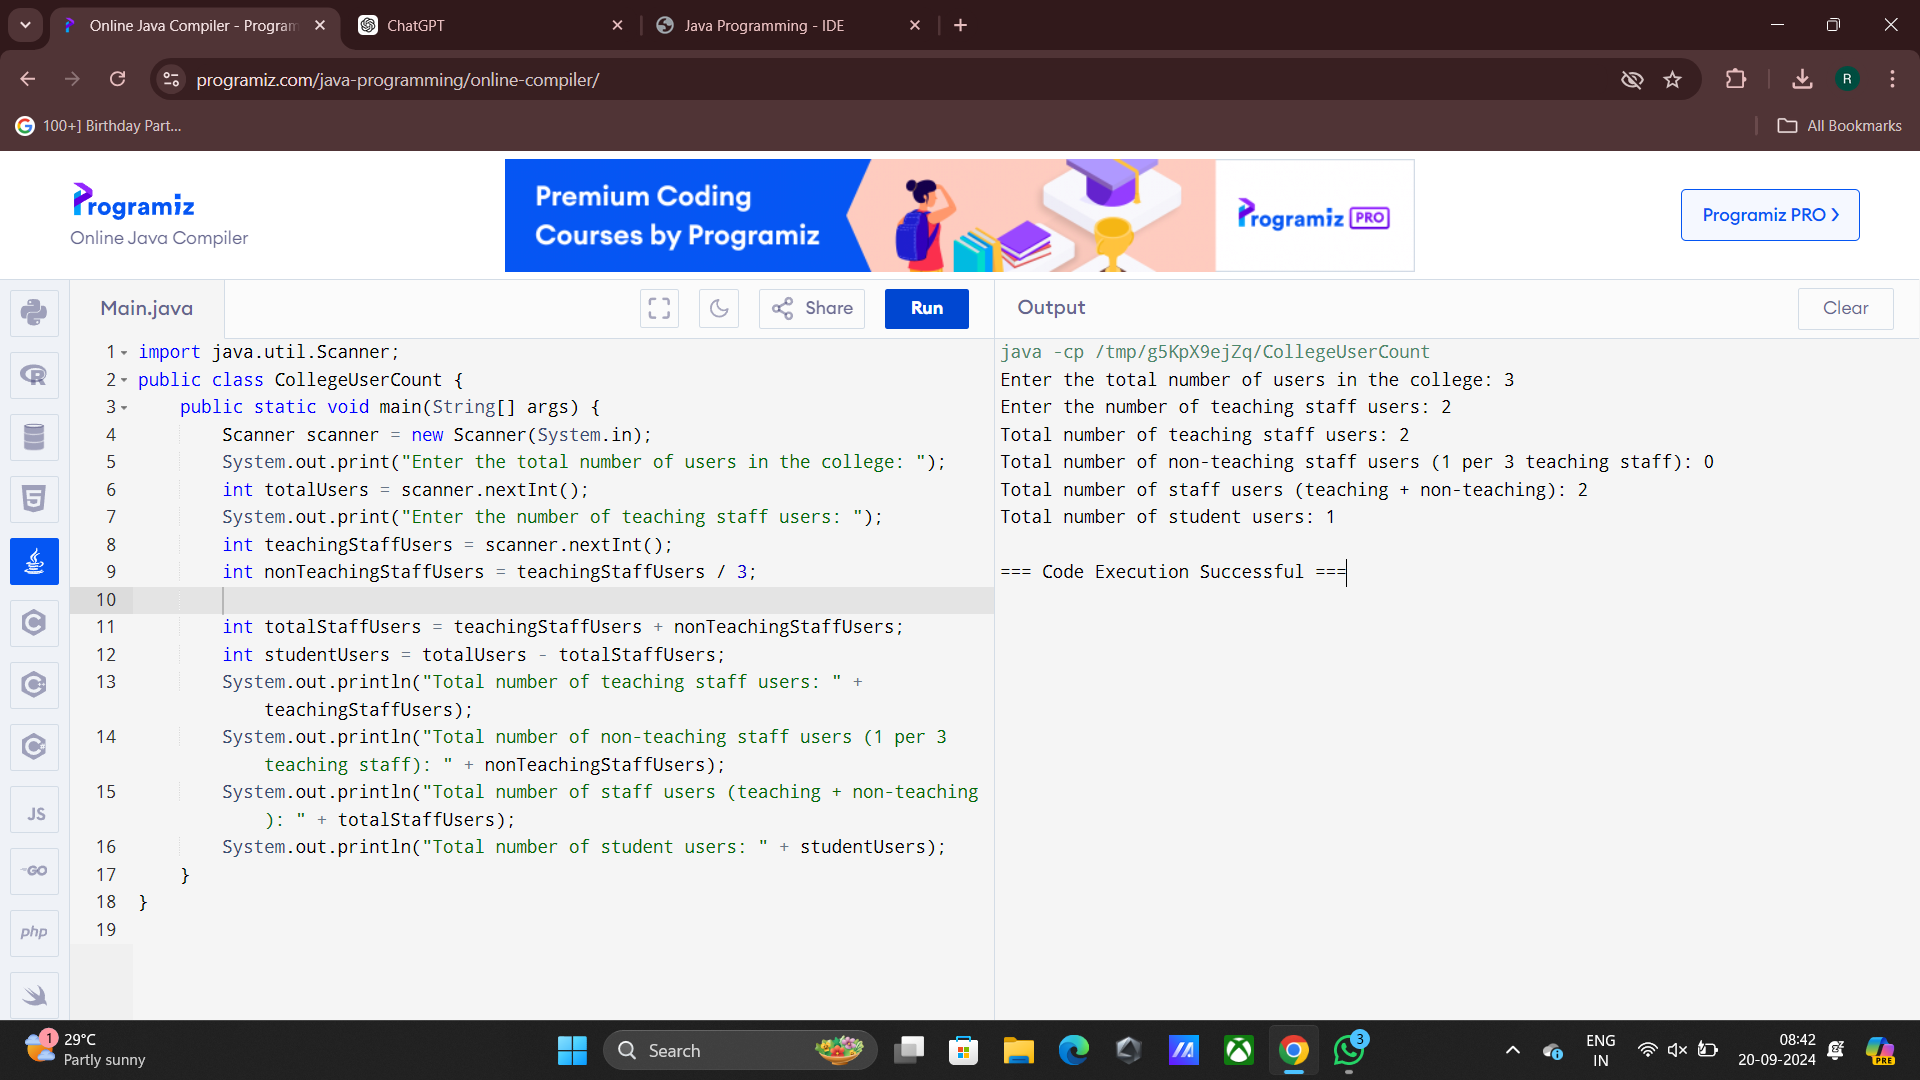 Online Java Compiler - Program
ChatGPT
Java Programming - IDE
programiz.com/java-programming/online-compiler/
R
100+] Birthday Part...
All Bookmarks
Programiz
Online Java Compiler
Premium Coding
Courses by Programiz
Programiz PRO
Programiz PRO
Main.java
Share
Run
Output
Clear
1 import java.util.Scanner;
2 public class CollegeUserCount {
3 public static void main(String[] args) {
4 Scanner scanner = new Scanner(System.in);
5 System.out.print("Enter the total number of users in the college: ");
6 int totalUsers = scanner.nextInt();
7 System.out.print("Enter the number of teaching staff users: ");
8 int teachingStaffUsers = scanner.nextInt();
9 int nonTeachingStaffUsers = teachingStaffUsers / 3;
10
11 int totalStaffUsers = teachingStaffUsers + nonTeachingStaffUsers;
12 int studentUsers = totalUsers - totalStaffUsers;
13 System.out.println("Total number of teaching staff users: " +
teachingStaffUsers);
14 System.out.println("Total number of non-teaching staff users (1 per 3
teaching staff): " + nonTeachingStaffUsers);
15 System.out.println("Total number of staff users (teaching + non-teaching
): " + totalStaffUsers);
16 System.out.println("Total number of student users: " + studentUsers);
17 }
18 }
19
java -cp /tmp/g5KpX9ejZq/CollegeUserCount
Enter the total number of users in the college: 3
Enter the number of teaching staff users: 2
Total number of teaching staff users: 2
Total number of non-teaching staff users (1 per 3 teaching staff): 0
Total number of staff users (teaching + non-teaching): 2
Total number of student users: 1
=== Code Execution Successful ===
R
5
C
C
C
JS
GO
php
1
29°C
Partly sunny
Search
3
ENG
IN
08:42
20-09-2024
PRE